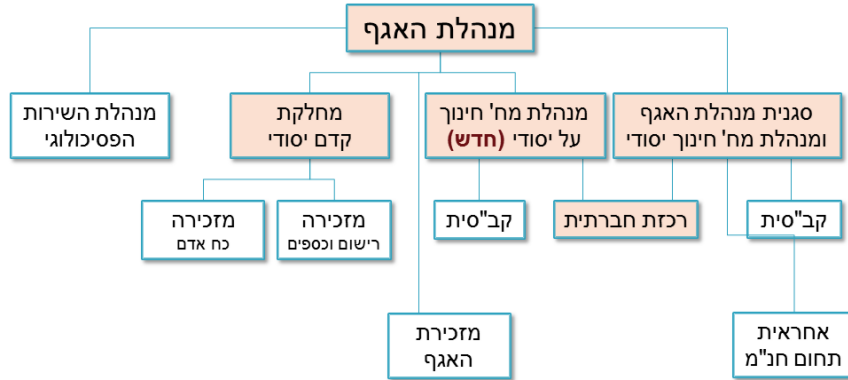 מנהלת האגף
סגנית מנהלת האגף
ומנהלת מח' חינוך יסודי
מנהלת מח' חינוך
על יסודי (חדש)
מחלקת
קדם יסודי
מנהלת השירות
הפסיכולוגי
קב"סית
רכזת חברתית
קב"סית
מזכירה
רישום וכספים
מזכירה
כח אדם
אחראית
תחום חנ"מ
מזכירת
האגף